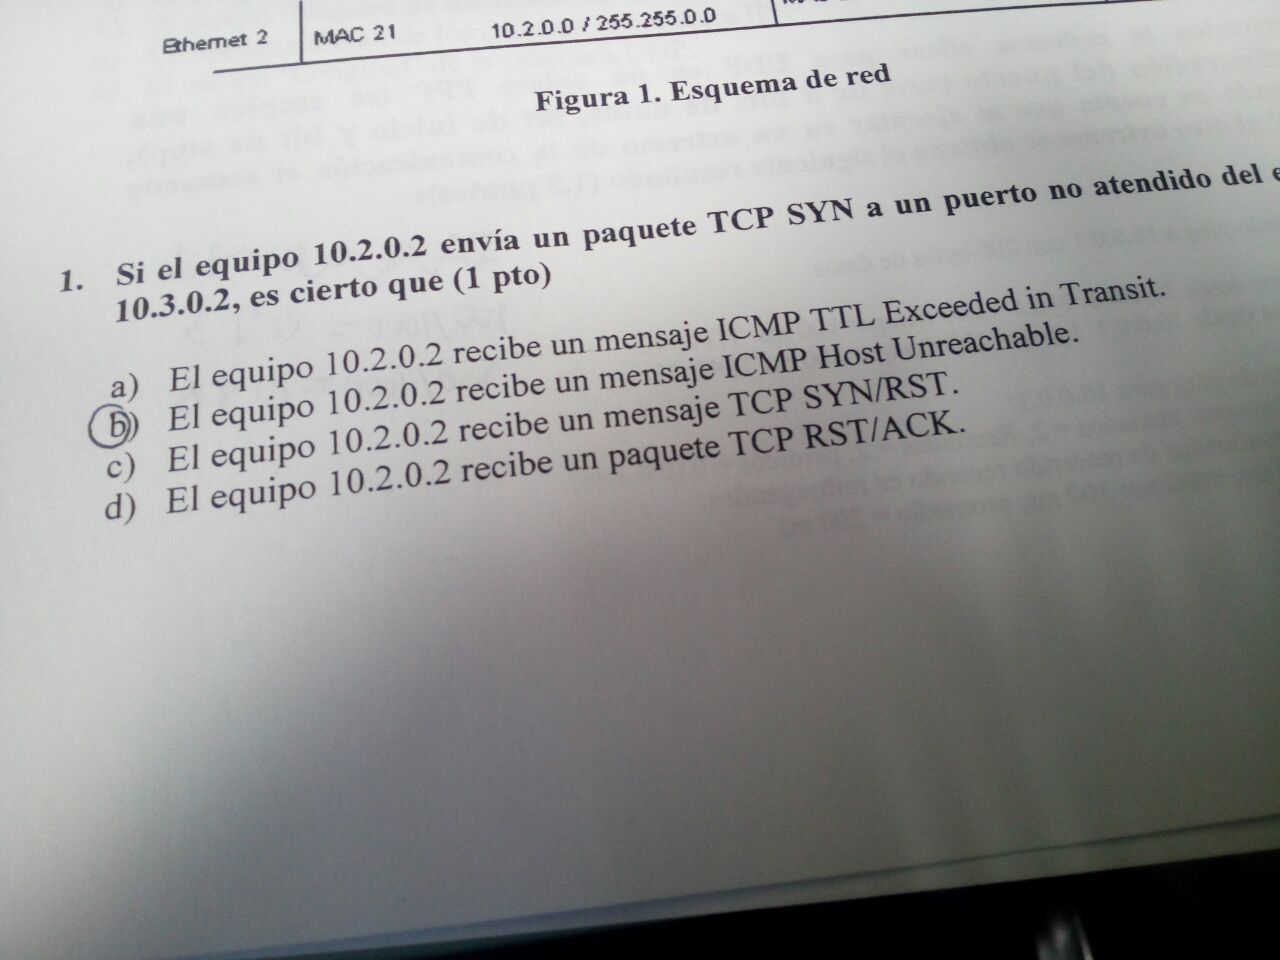 Ethernet 2 MAC 21 10.2.0.0 / 255.255.0.0
Figura 1. Esquema de red
1. Si el equipo 10.2.0.2 envía un paquete TCP SYN a un puerto no atendido del
10.3.0.2, es cierto que (1 pto)
a) El equipo 10.2.0.2 recibe un mensaje ICMP TTL Exceeded in Transit.
b) El equipo 10.2.0.2 recibe un mensaje ICMP Host Unreachable.
c) El equipo 10.2.0.2 recibe un mensaje TCP SYN/RST.
d) El equipo 10.2.0.2 recibe un paquete TCP RST/ACK.